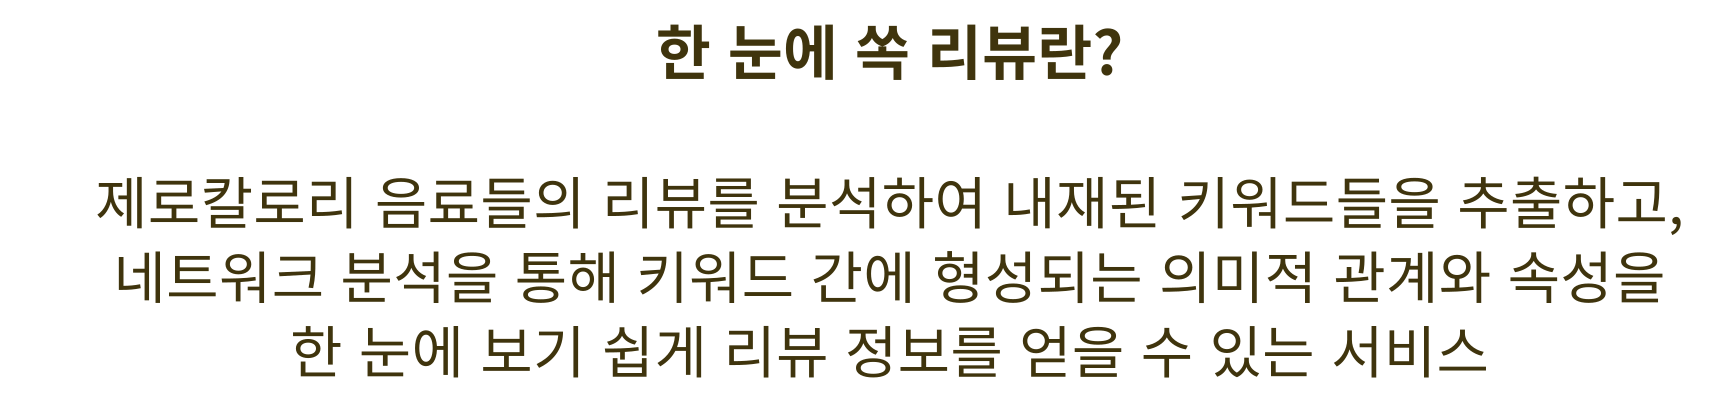 한 눈에 쏙 리뷰란?
제로칼로리 음료들의 리뷰를 분석하여 내재된 키워드들을 추출하고,
네트워크 분석을 통해 키워드 간에 형성되는 의미적 관계와 속성을
한 눈에 보기 쉽게 리뷰 정보를 얻을 수 있는 서비스